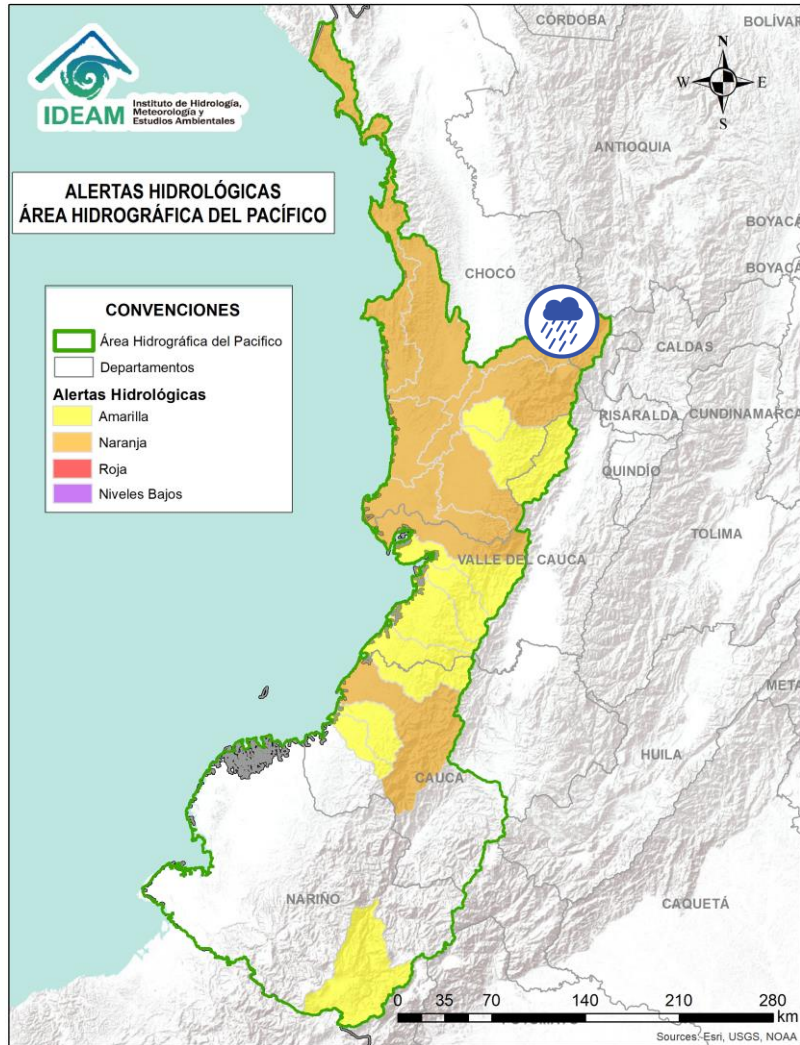 CÓRDOBA
BOLÍVAR
N
W E
S
IDEAM
Instituto de Hidrología,
Meteorología y
Estudios Ambientales
ANTIOQUIA
ALERTAS HIDROLÓGICAS
ÁREA HIDROGRÁFICA DEL PACÍFICO
BOYACÁ
BOYACÁ
CHOCÓ
CONVENCIONES
Área Hidrográfica del Pacifico
Departamentos
Alertas Hidrológicas
Amarilla
Naranja
Roja
Niveles Bajos
CALDAS
RISARALDA
CUNDINAMARCA
QUINDÍO
TOLIMA
VALLE DEL CAUCA
META
HUILA
CAUCA
NARIÑO
CAQUETÁ
0 35 70 140 210 280
km
Sources: Esri, USGS, NOAA